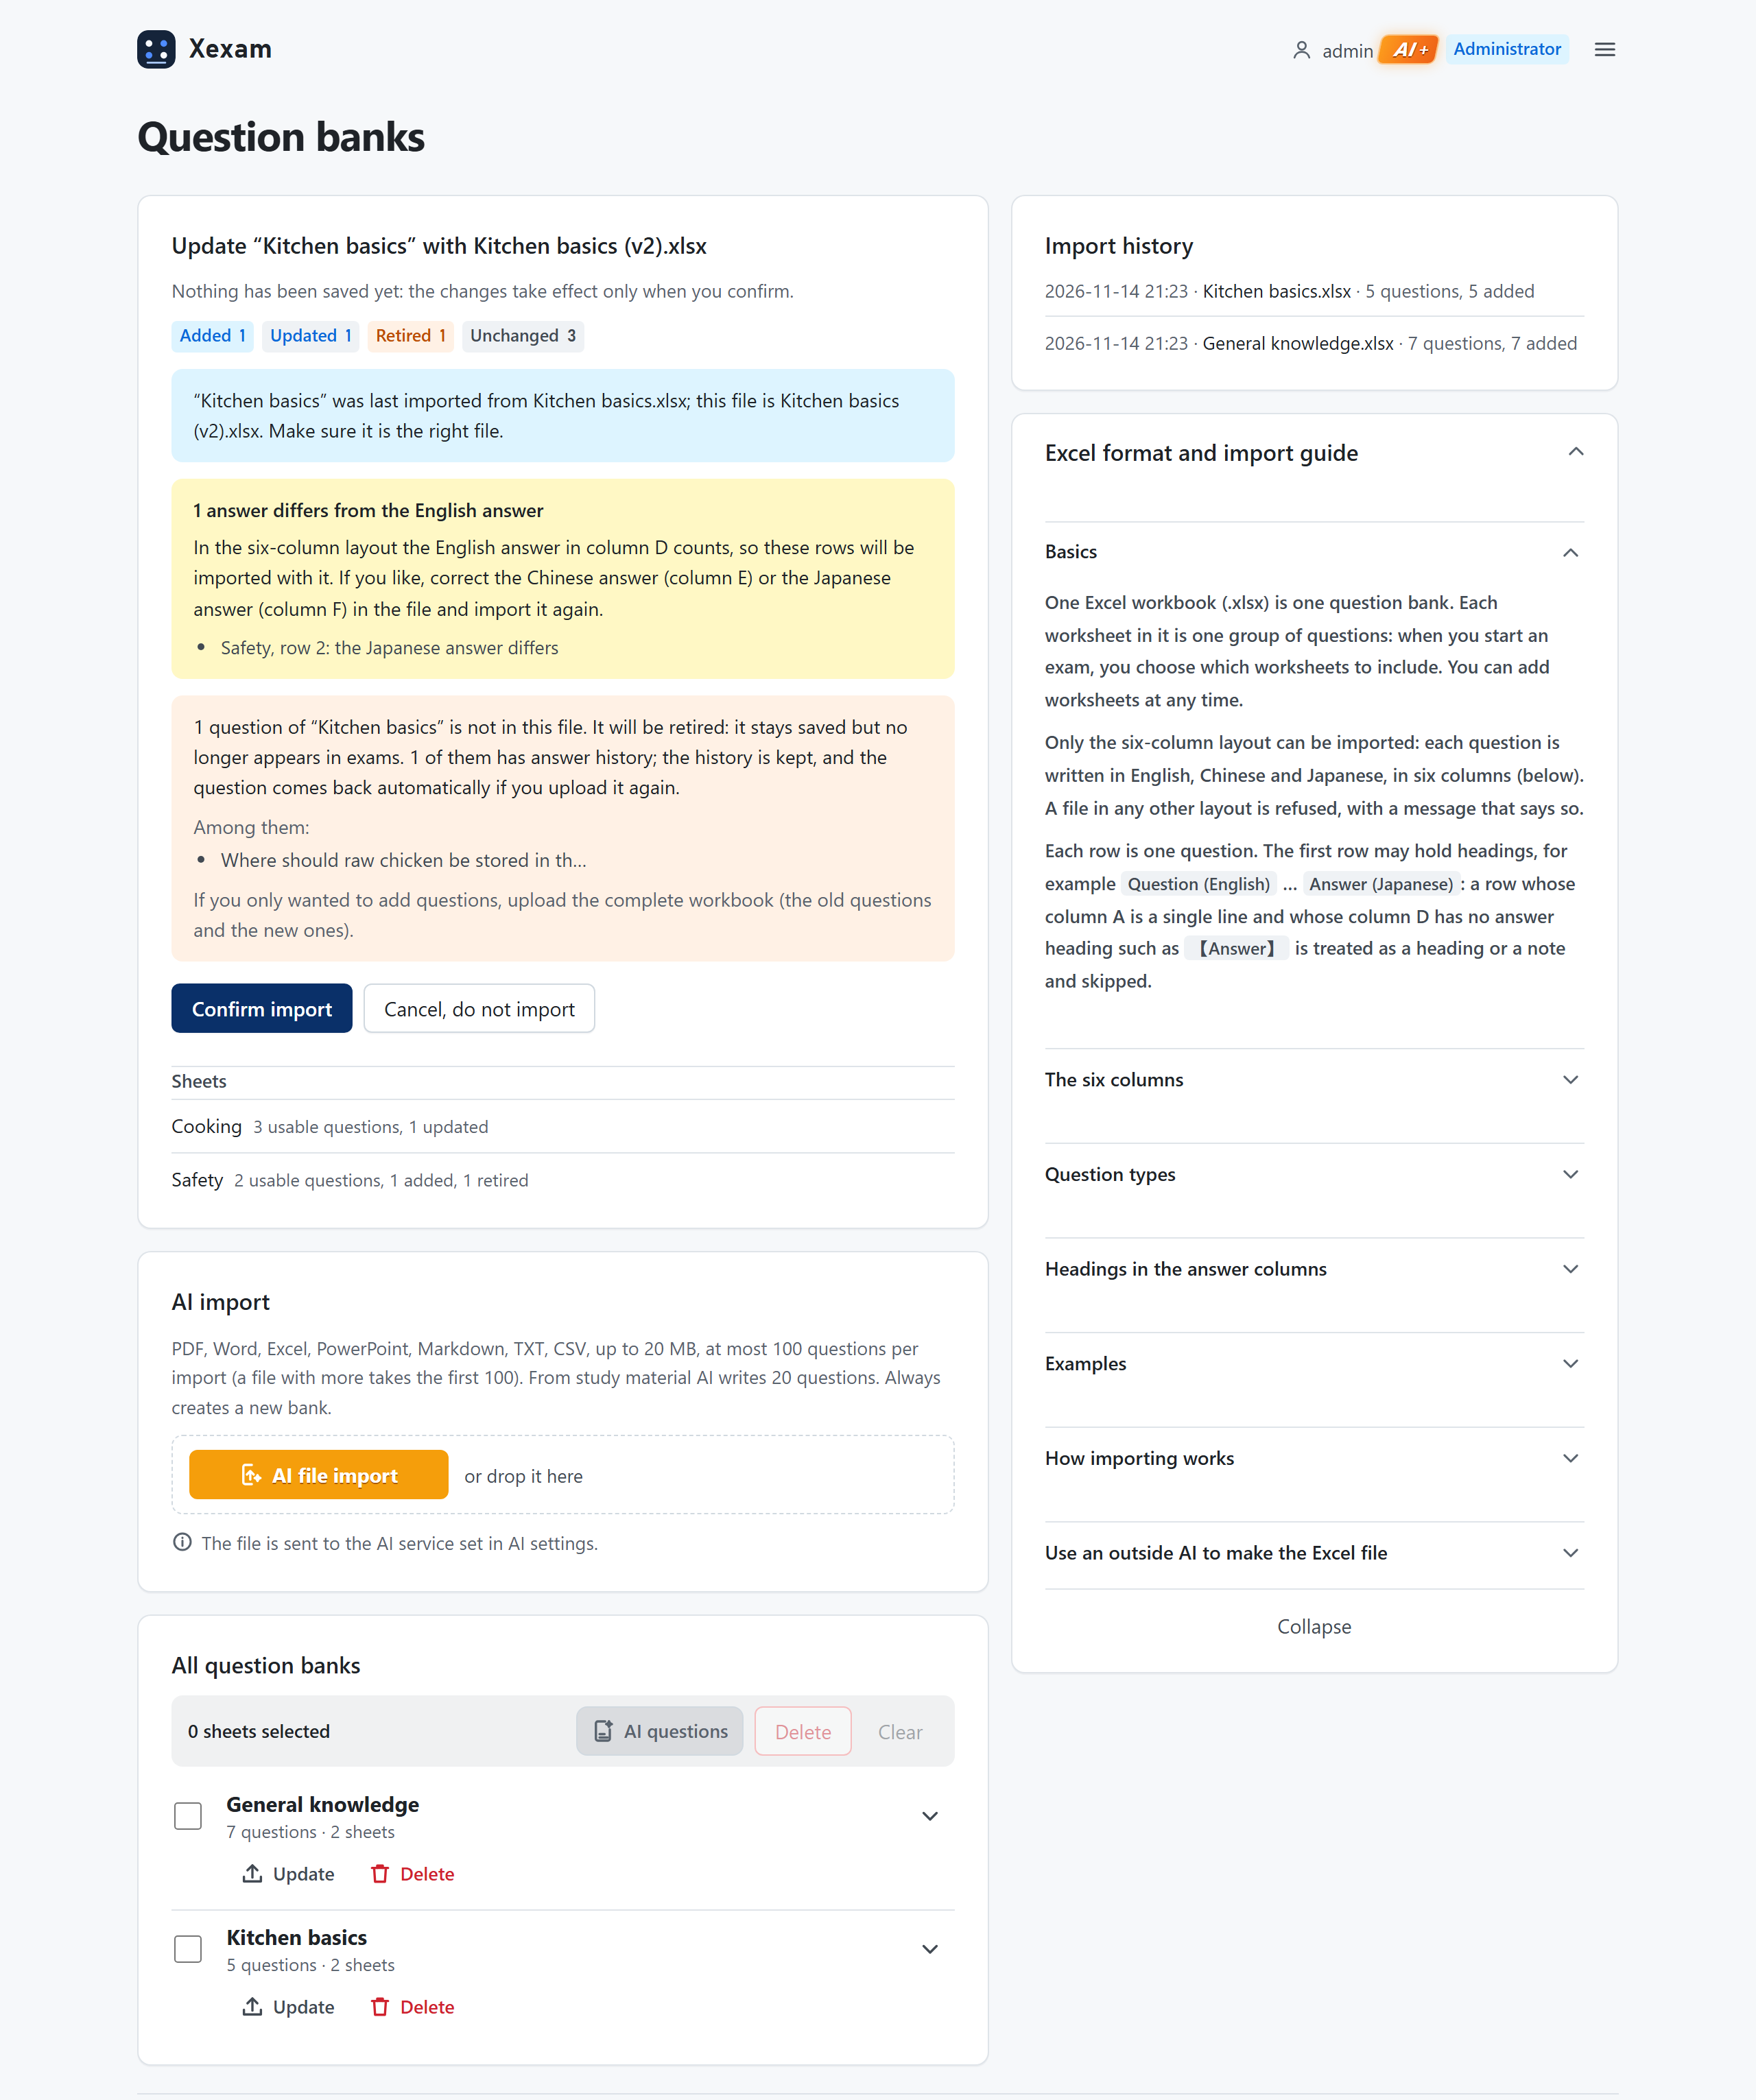 Xexam
admin AI+ Administrator
Question banks
Update “Kitchen basics” with Kitchen basics (v2).xlsx
Nothing has been saved yet: the changes take effect only when you confirm.
Added 1 Updated 1 Retired 1 Unchanged 3
“Kitchen basics” was last imported from Kitchen basics.xlsx; this file is Kitchen basics
(v2).xlsx. Make sure it is the right file.
1 answer differs from the English answer
In the six-column layout the English answer in column D counts, so these rows will be
imported with it. If you like, correct the Chinese answer (column E) or the Japanese
answer (column F) in the file and import it again.
• Safety, row 2: the Japanese answer differs
1 question of “Kitchen basics” is not in this file. It will be retired: it stays saved but no
longer appears in exams. 1 of them has answer history; the history is kept, and the
question comes back automatically if you upload it again.
Among them:
• Where should raw chicken be stored in th...
If you only wanted to add questions, upload the complete workbook (the old questions
and the new ones).
Confirm import
Cancel, do not import
Sheets
Cooking 3 usable questions, 1 updated
Safety 2 usable questions, 1 added, 1 retired
AI import
PDF, Word, Excel, PowerPoint, Markdown, TXT, CSV, up to 20 MB, at most 100 questions per
import (a file with more takes the first 100). From study material AI writes 20 questions. Always
creates a new bank.
AI file import
or drop it here
The file is sent to the AI service set in AI settings.
All question banks
0 sheets selected
AI questions
Delete
Clear
General knowledge
7 questions · 2 sheets
Update Delete
Kitchen basics
5 questions · 2 sheets
Update Delete
Import history
2026-11-14 21:23 · Kitchen basics.xlsx · 5 questions, 5 added
2026-11-14 21:23 · General knowledge.xlsx · 7 questions, 7 added
Excel format and import guide
Basics
One Excel workbook (.xlsx) is one question bank. Each
worksheet in it is one group of questions: when you start an
exam, you choose which worksheets to include. You can add
worksheets at any time.
Only the six-column layout can be imported: each question is
written in English, Chinese and Japanese, in six columns (below).
A file in any other layout is refused, with a message that says so.
Each row is one question. The first row may hold headings, for
example Question (English) … Answer (Japanese) : a row whose
column A is a single line and whose column D has no answer
heading such as 【Answer】 is treated as a heading or a note
and skipped.
The six columns
Question types
Headings in the answer columns
Examples
How importing works
Use an outside AI to make the Excel file
Collapse